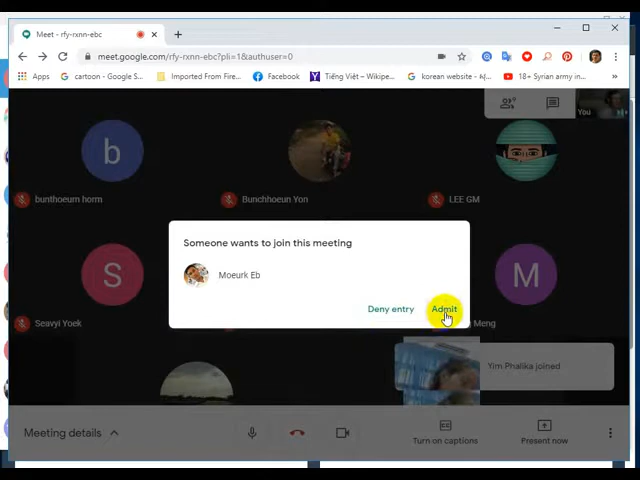 Meet - rfy-rxnn-ebc
meet.google.com/rfy-rxnn-ebc?pli=1&authuser=0
Apps
cartoon - Google S...
Imported From Fire...
Facebook
Tiếng Việt – Wikipe...
korean website - وَ...
18+ Syrian army in...
You
b
bunthoeurn horm
Bunchhoeun Yon
LEE GM
Someone wants to join this meeting
Moeurk Eb
Deny entry
Admit
S
M
Seavyi Yoek
Meng
Yim Phalika joined
Meeting details
Turn on captions
Present now